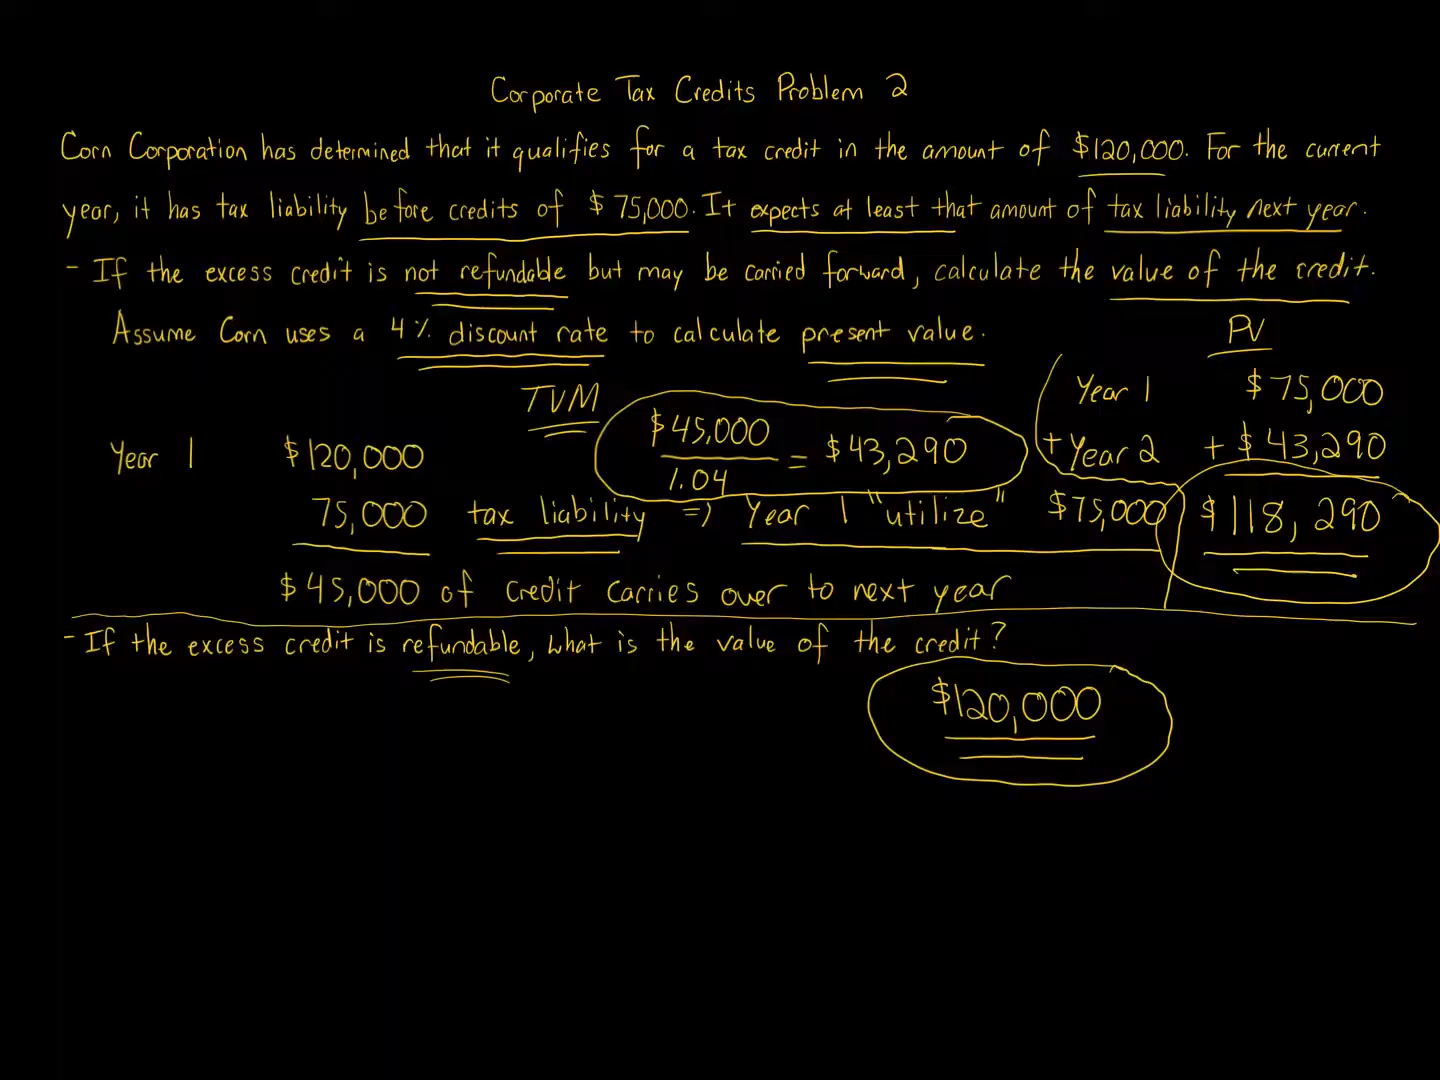 Corporate Tax Credits Problem 2
Corn Corporation has determined that it qualifies for a tax credit in the amount of $120,000. For the current
year, it has tax liability before credits of $75,000. It expects at least that amount of tax liability next year.
- If the excess credit is not refundable but may be carried forward, calculate the value of the credit.
Assume Corn uses a 4% discount rate to calculate present value.
PV
TVM
Year 1 $75,000
$45,000
1.04
= $43,290
+ Year 2 + $43,290
Year 1 $120,000
75,000 tax liability => Year 1 "utilize" $75,000
$118,290
$45,000 of credit carries over to next year
- If the excess credit is refundable, what is the value of the credit?
$120,000